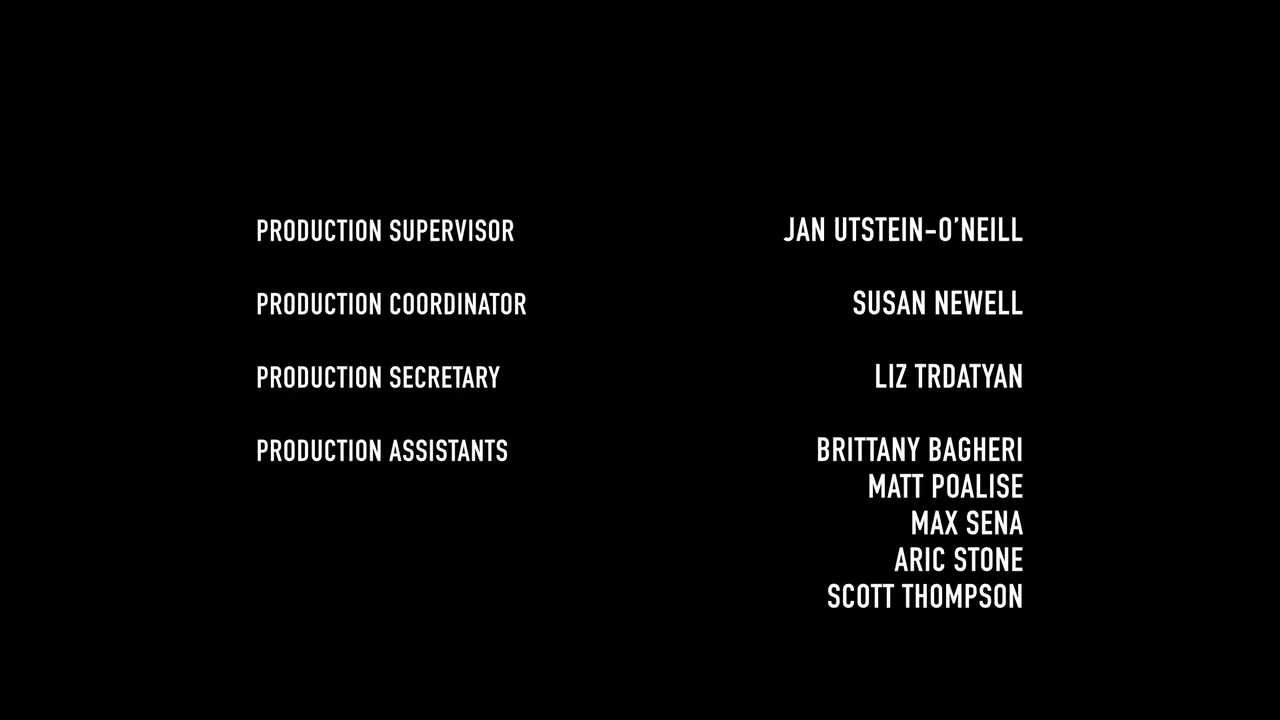 PRODUCTION SUPERVISOR JAN UTSTEIN-O’NEILL
PRODUCTION COORDINATOR SUSAN NEWELL
PRODUCTION SECRETARY LIZ TRDATYAN
PRODUCTION ASSISTANTS BRITTANY BAGHERI
MATT POALISE
MAX SENA
ARIC STONE
SCOTT THOMPSON